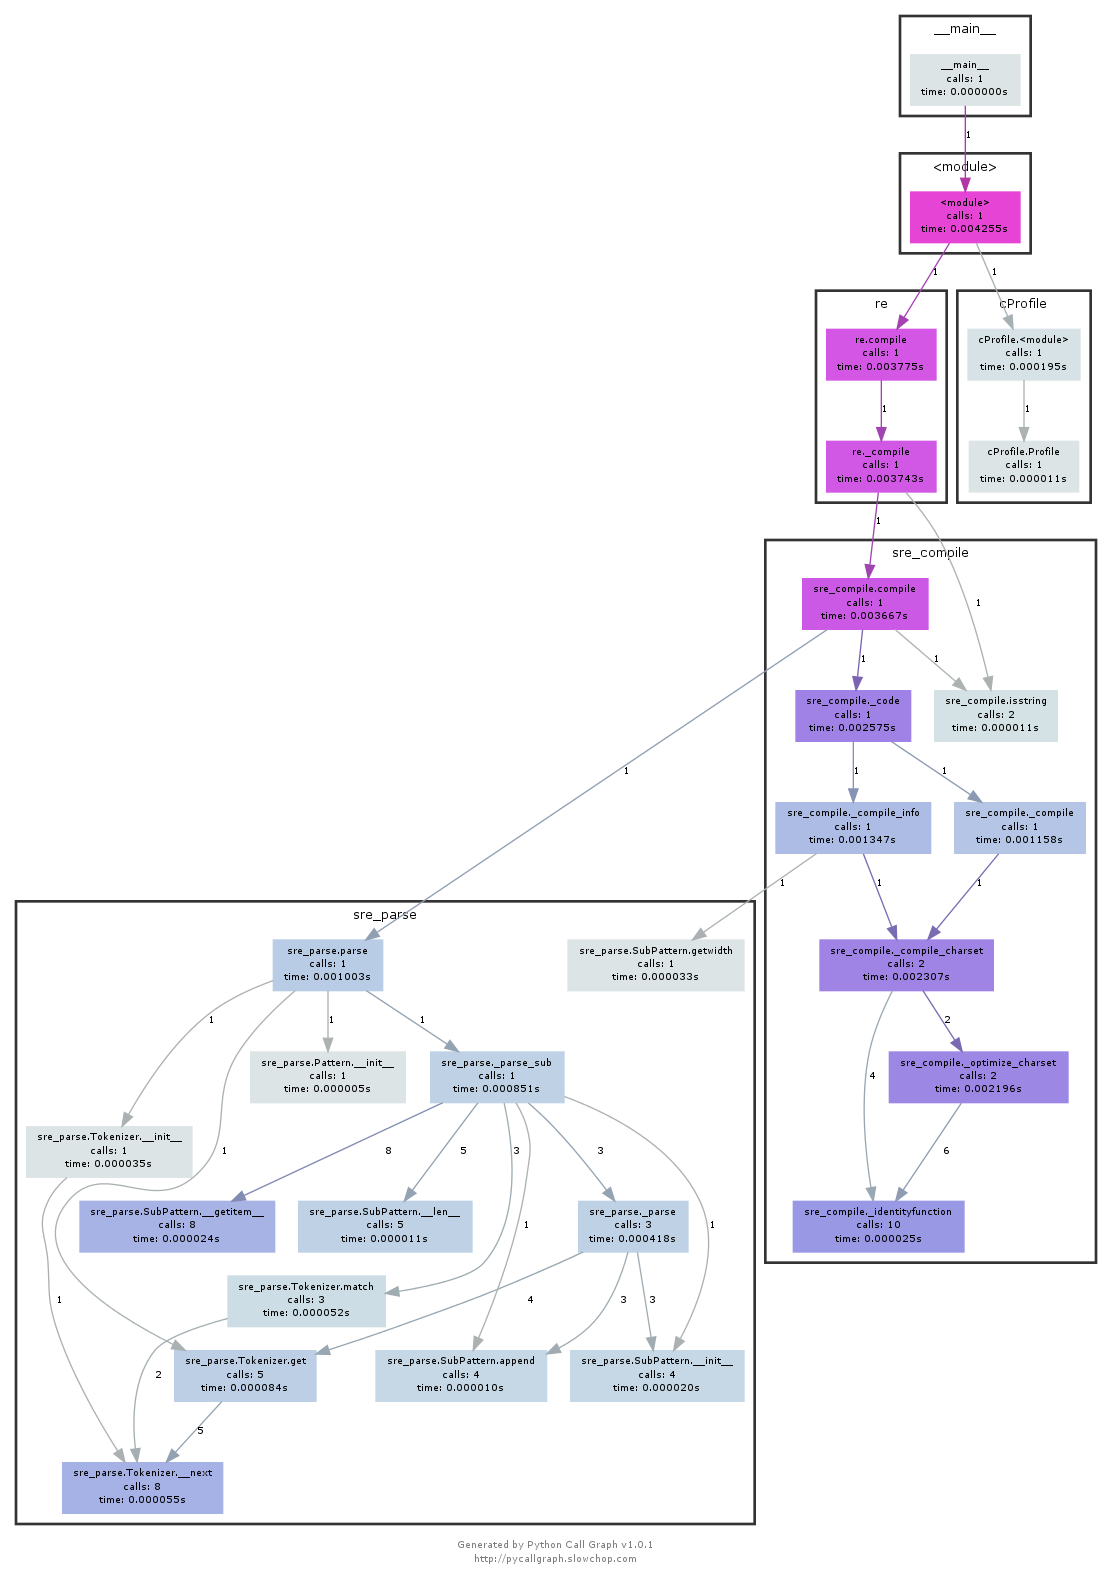 __main__
__main__
calls: 1
time: 0.000000s
1
<module>
<module>
calls: 1
time: 0.004255s
1
1
re
cProfile
re.compile
calls: 1
time: 0.003775s
cProfile.<module>
calls: 1
time: 0.000195s
1
1
re._compile
calls: 1
time: 0.003743s
cProfile.Profile
calls: 1
time: 0.000011s
1
sre_compile
sre_compile.compile
calls: 1
time: 0.003667s
1
1
1
sre_compile._code
calls: 1
time: 0.002575s
sre_compile.isstring
calls: 2
time: 0.000011s
1
1
1
sre_compile._compile_info
calls: 1
time: 0.001347s
sre_compile._compile
calls: 1
time: 0.001158s
1
1
1
sre_parse
sre_parse.parse
calls: 1
time: 0.001003s
sre_parse.SubPattern.getwidth
calls: 1
time: 0.000033s
sre_compile._compile_charset
calls: 2
time: 0.002307s
1
1
1
2
sre_parse.Pattern.__init__
calls: 1
time: 0.000005s
sre_parse._parse_sub
calls: 1
time: 0.000851s
sre_compile._optimize_charset
calls: 2
time: 0.002196s
4
sre_parse.Tokenizer.__init__
calls: 1
time: 0.000035s
1
8
5
3
3
6
sre_parse.SubPattern.__getitem__
calls: 8
time: 0.000024s
sre_parse.SubPattern.__len__
calls: 5
time: 0.000011s
sre_parse._parse
calls: 3
time: 0.000418s
sre_compile._identityfunction
calls: 10
time: 0.000025s
1
1
sre_parse.Tokenizer.match
calls: 3
time: 0.000052s
1
4
3
3
sre_parse.Tokenizer.get
calls: 5
time: 0.000084s
sre_parse.SubPattern.append
calls: 4
time: 0.000010s
sre_parse.SubPattern.__init__
calls: 4
time: 0.000020s
2
5
sre_parse.Tokenizer.__next
calls: 8
time: 0.000055s
Generated by Python Call Graph v1.0.1
http://pycallgraph.slowchop.com